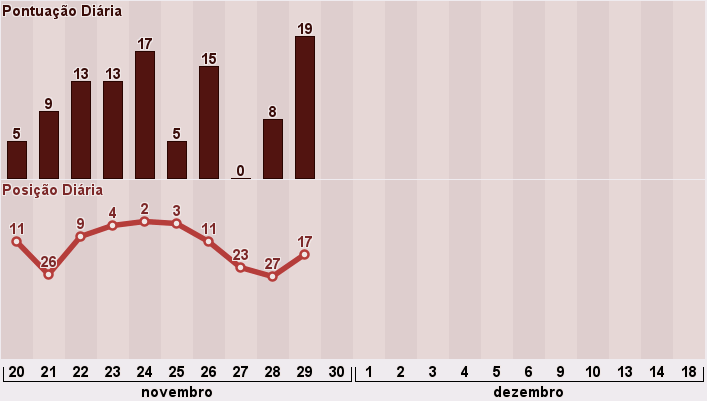 Pontuação Diária
5 9 13 13 17 5 15 0 8 19
Posição Diária
11 26 9 4 2 3 11 23 27 17
20 21 22 23 24 25 26 27 28 29 30 1 2 3 4 5 6 9 10 13 14 18
novembro dezembro